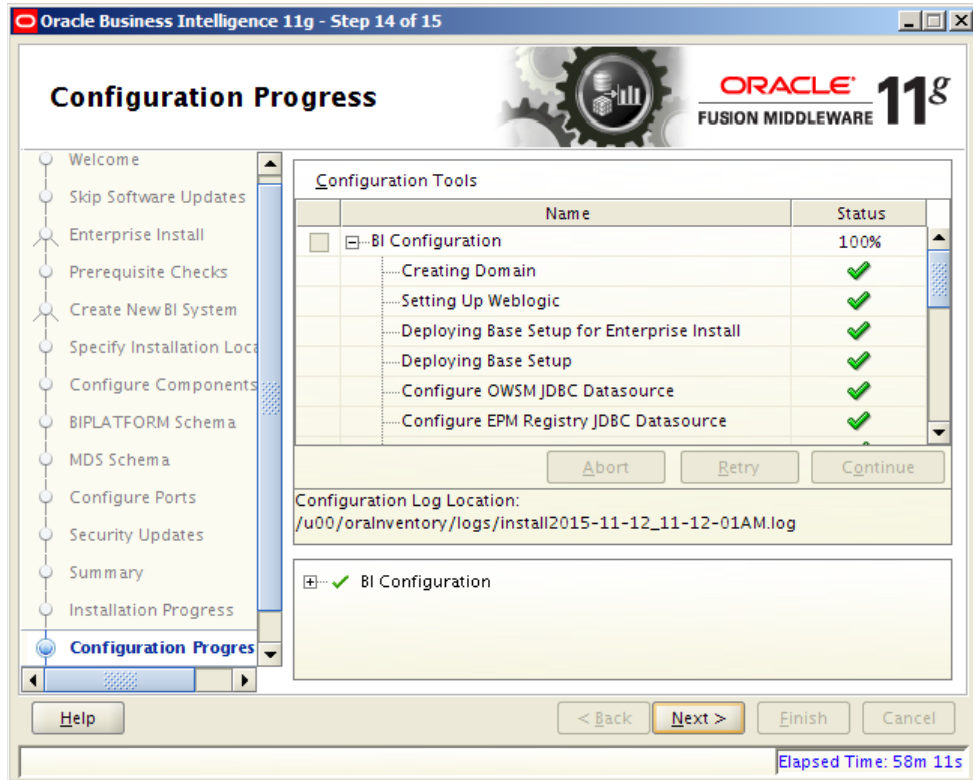 Oracle Business Intelligence 11g - Step 14 of 15
Configuration Progress
ORACLE
FUSION MIDDLEWARE 11g
Welcome
Skip Software Updates
Enterprise Install
Prerequisite Checks
Create New BI System
Specify Installation Loca
Configure Components
BIPLATFORM Schema
MDS Schema
Configure Ports
Security Updates
Summary
Installation Progress
Configuration Progres
Configuration Tools
Name Status
BI Configuration 100%
Creating Domain
Setting Up Weblogic
Deploying Base Setup for Enterprise Install
Deploying Base Setup
Configure OWSM JDBC Datasource
Configure EPM Registry JDBC Datasource
Abort Retry Continue
Configuration Log Location:
/u00/oraInventory/logs/install2015-11-12_11-12-01AM.log
BI Configuration
Help < Back Next > Finish Cancel
Elapsed Time: 58m 11s